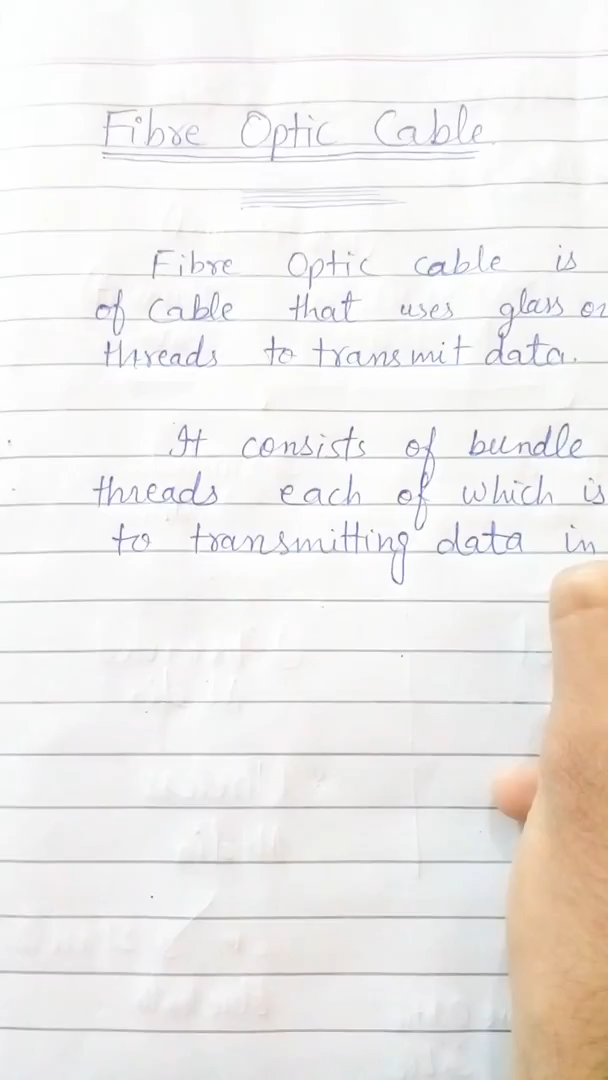 Fibre Optic Cable
Fibre Optic cable is
of cable that uses glass or
threads to transmit data.
It consists of bundle
threads each of which is
to transmitting data in